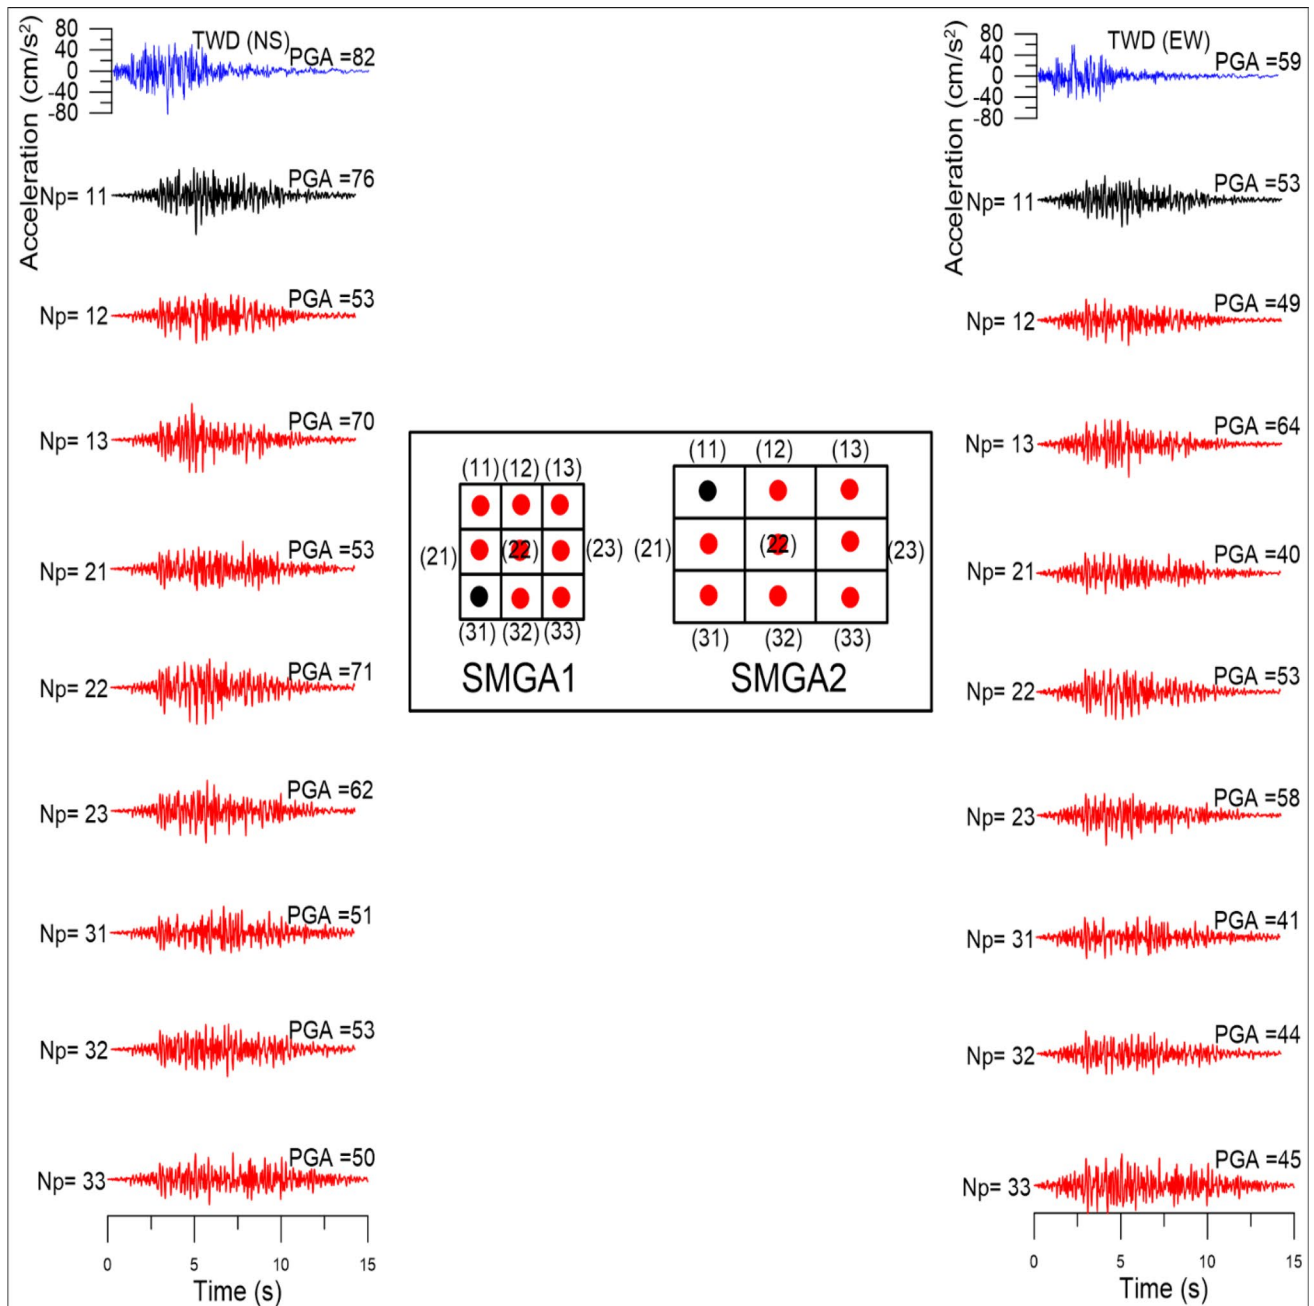 Acceleration (cm/s²)
80
40
0
-40
-80
TWD (NS)
PGA =82
Np= 11
PGA =76
Np= 12
PGA =53
Np= 13
PGA =70
Np= 21
PGA =53
Np= 22
PGA =71
Np= 23
PGA =62
Np= 31
PGA =51
Np= 32
PGA =53
Np= 33
PGA =50
0 5 10 15
Time (s)
(11) (12) (13)
(21) (22) (23)
(31) (32) (33)
SMGA1
(11) (12) (13)
(21) (22) (23)
(31) (32) (33)
SMGA2
Acceleration (cm/s²)
80
40
0
-40
-80
TWD (EW)
PGA =59
Np= 11
PGA =53
Np= 12
PGA =49
Np= 13
PGA =64
Np= 21
PGA =40
Np= 22
PGA =53
Np= 23
PGA =58
Np= 31
PGA =41
Np= 32
PGA =44
Np= 33
PGA =45
0 5 10 15
Time (s)